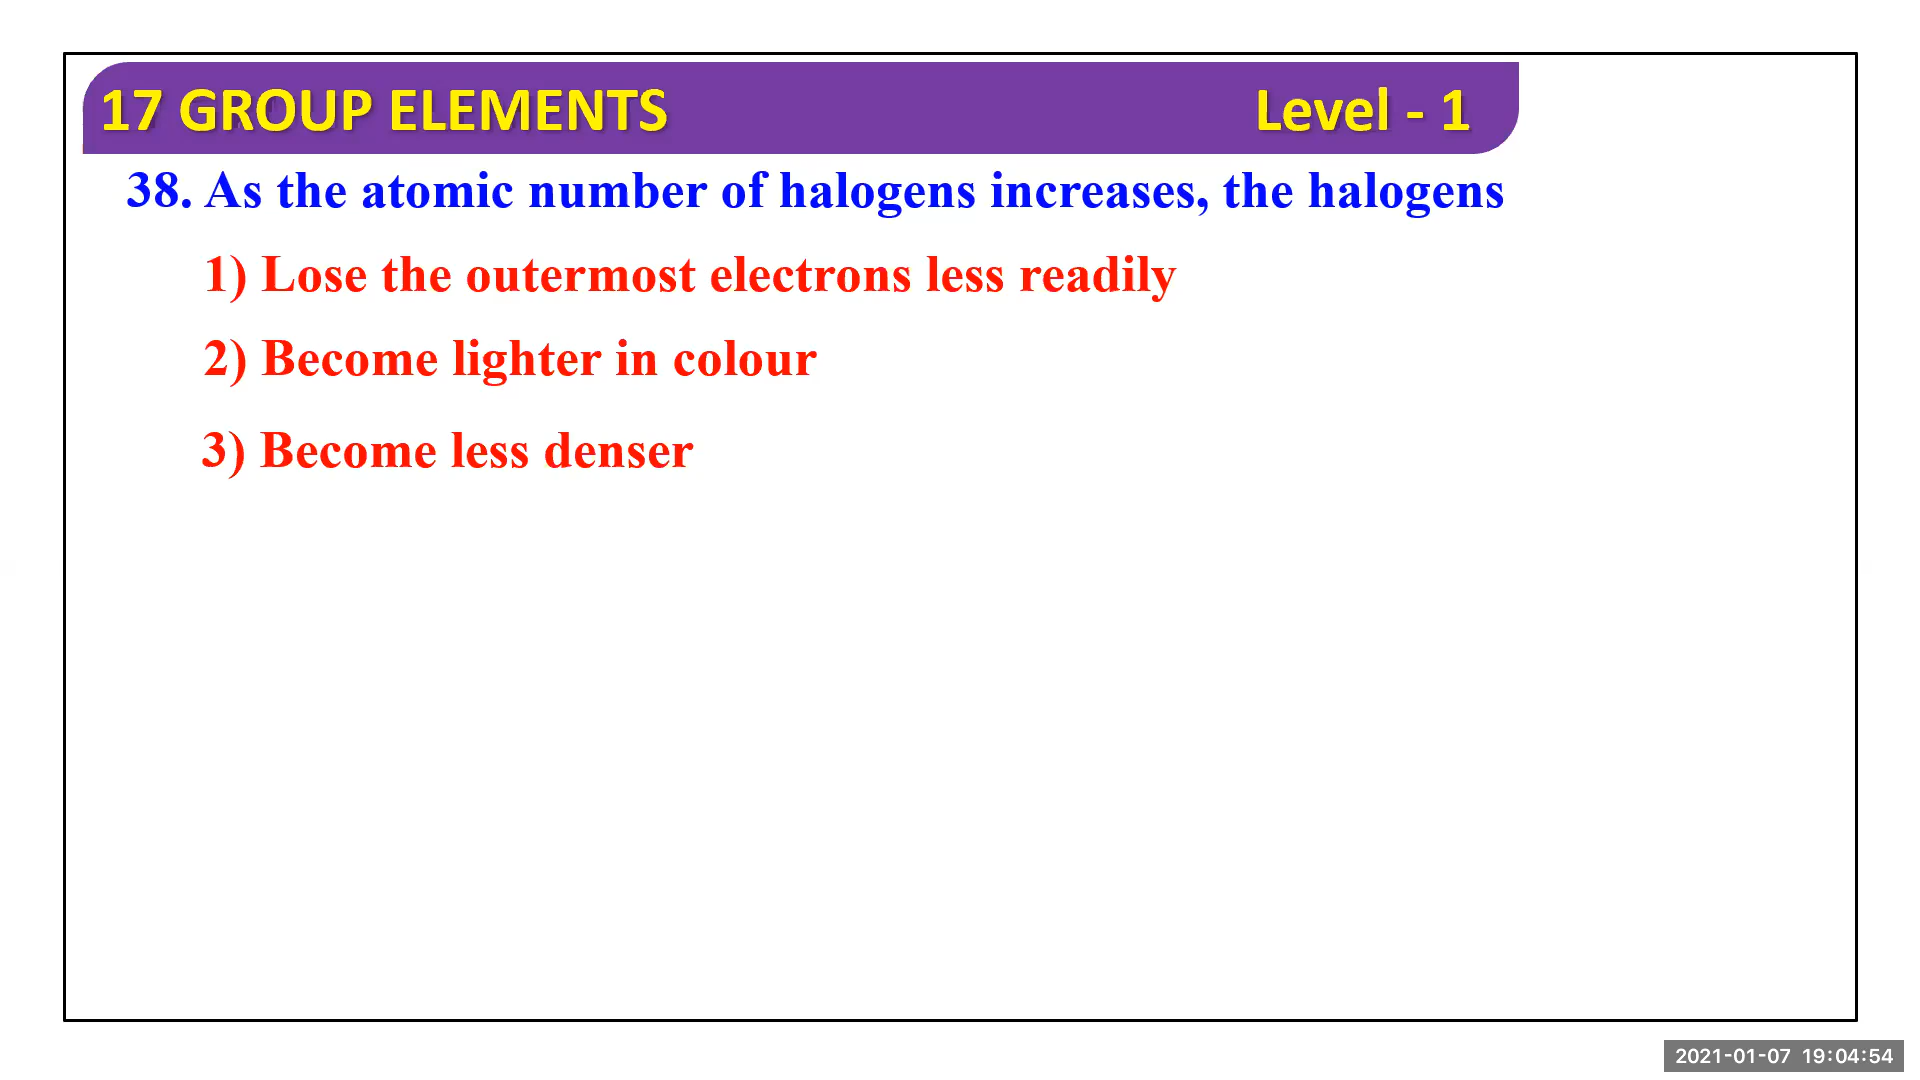 17 GROUP ELEMENTS Level - 1
38. As the atomic number of halogens increases, the halogens
1) Lose the outermost electrons less readily
2) Become lighter in colour
3) Become less denser
2021-01-07 19:04:54